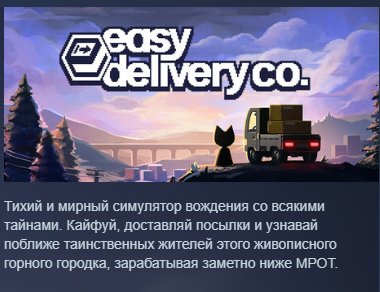 easy
delivery co.
Тихий и мирный симулятор вождения со всякими
тайнами. Кайфуй, доставляй посылки и узнавай
поближе таинственных жителей этого живописного
горного городка, зарабатывая заметно ниже МРОТ.